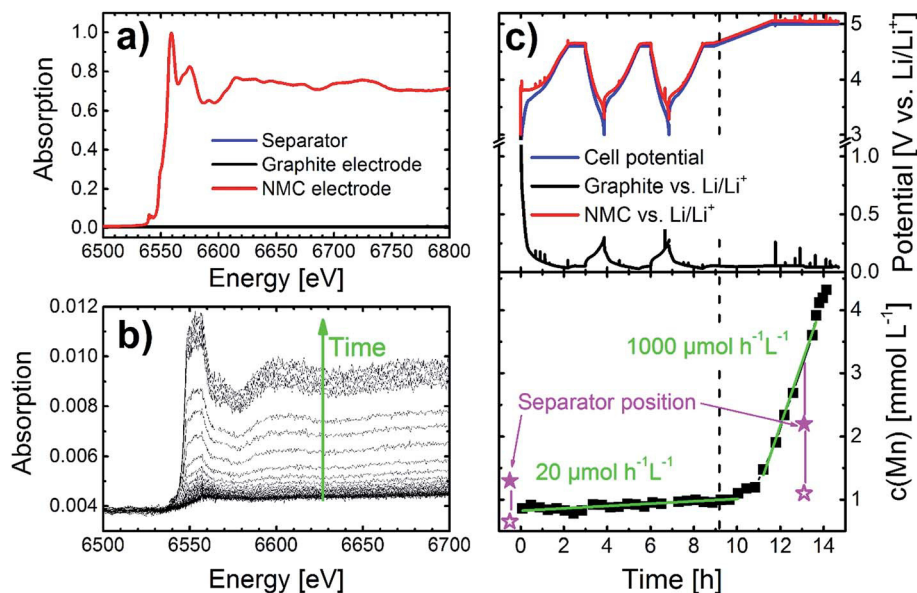 a)
Absorption
1.0
0.8
0.6
0.4
0.2
0.0
Separator
Graphite electrode
NMC electrode
6500 6550 6600 6650 6700 6750 6800
Energy [eV]
b)
Absorption
0.012
0.010
0.008
0.006
0.004
Time
6500 6550 6600 6650 6700
Energy [eV]
c)
5
4
3
1.0
0.5
0.0
Potential [V vs. Li/Li⁺]
Cell potential
Graphite vs. Li/Li⁺
NMC vs. Li/Li⁺
1000 µmol h⁻¹L⁻¹
Separator position
20 µmol h⁻¹L⁻¹
4
3
2
1
c(Mn) [mmol L⁻¹]
0 2 4 6 8 10 12 14
Time [h]